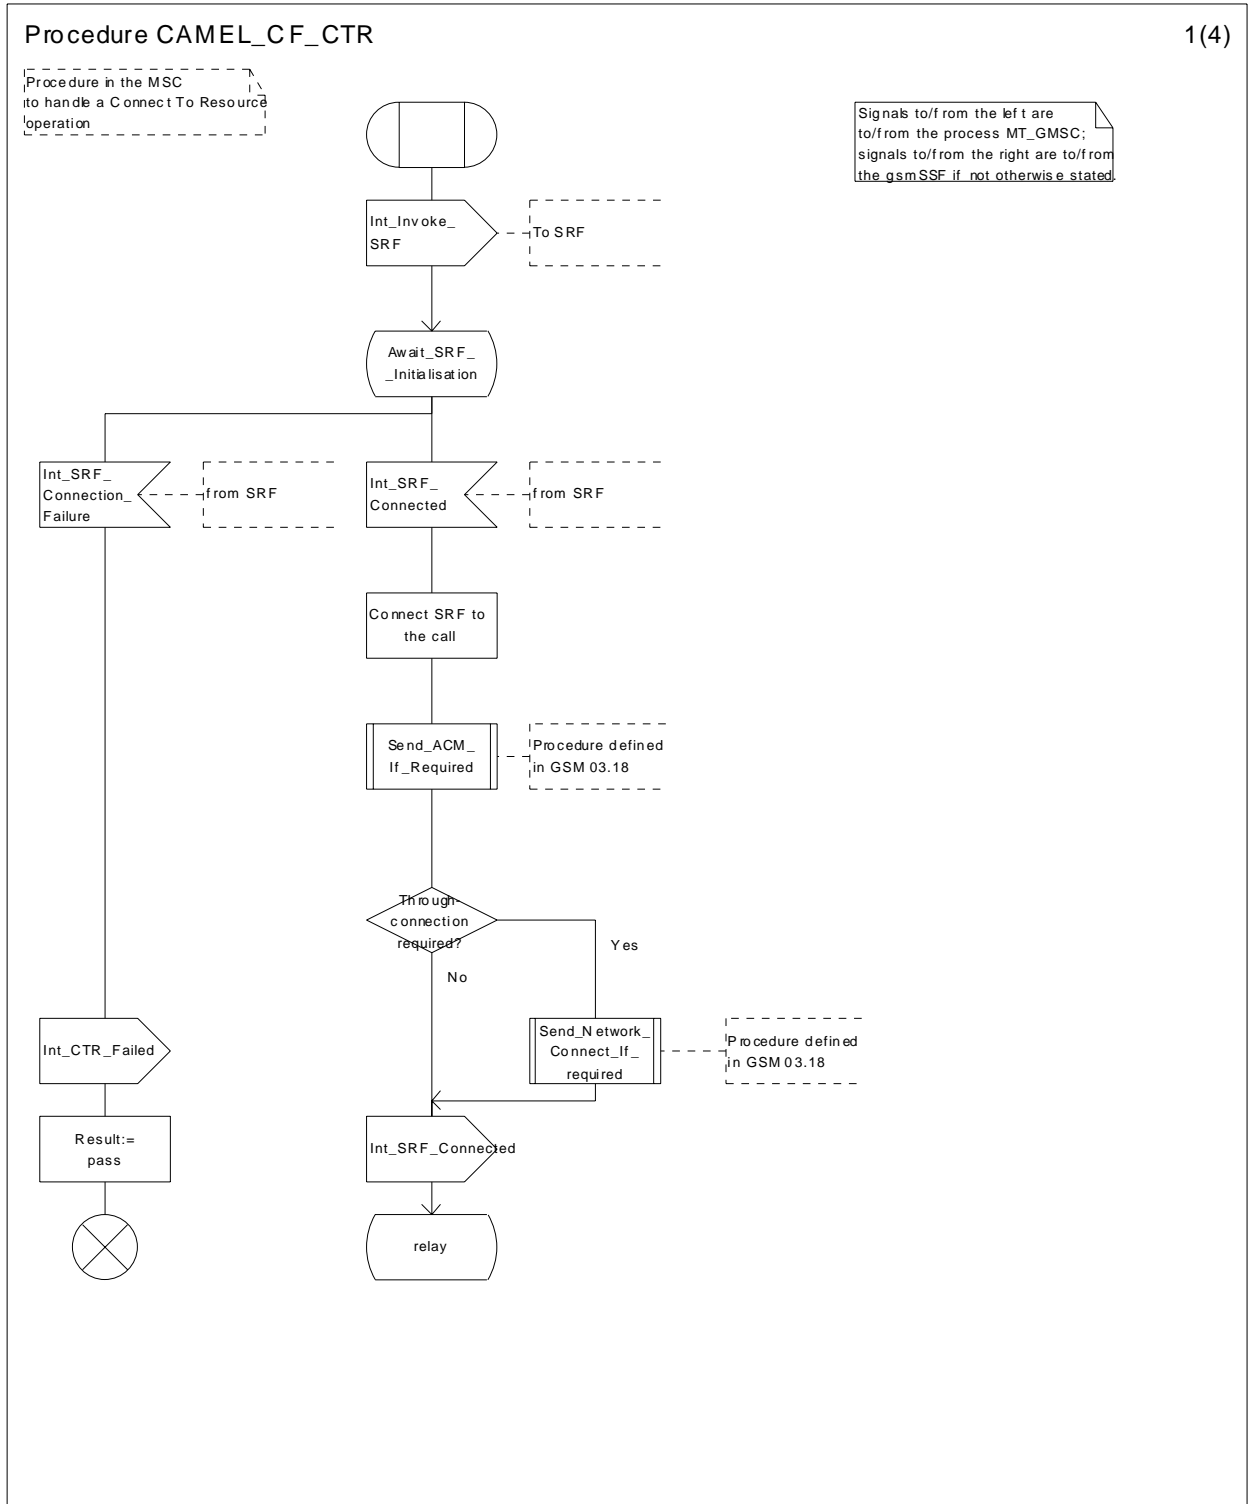 Procedure CAMEL_CF_CTR
1(4)
Procedure in the MSC
to handle a Connect To Resource
operation
Signals to/from the left are
to/from the process MT_GMSC;
signals to/from the right are to/from
the gsmSSF if not otherwise stated.
Int_Invoke_
SRF
To SRF
Await_SRF_
_Initialisation
Int_SRF_
Connection_
Failure
from SRF
Int_SRF_
Connected
from SRF
Connect SRF to
the call
Send_ACM_
If_Required
Procedure defined
in GSM 03.18
Through-
connection
required?
Yes
No
Int_CTR_Failed
Send_Network_
Connect_If_
required
Procedure defined
in GSM 03.18
Result:=
pass
Int_SRF_Connected
relay